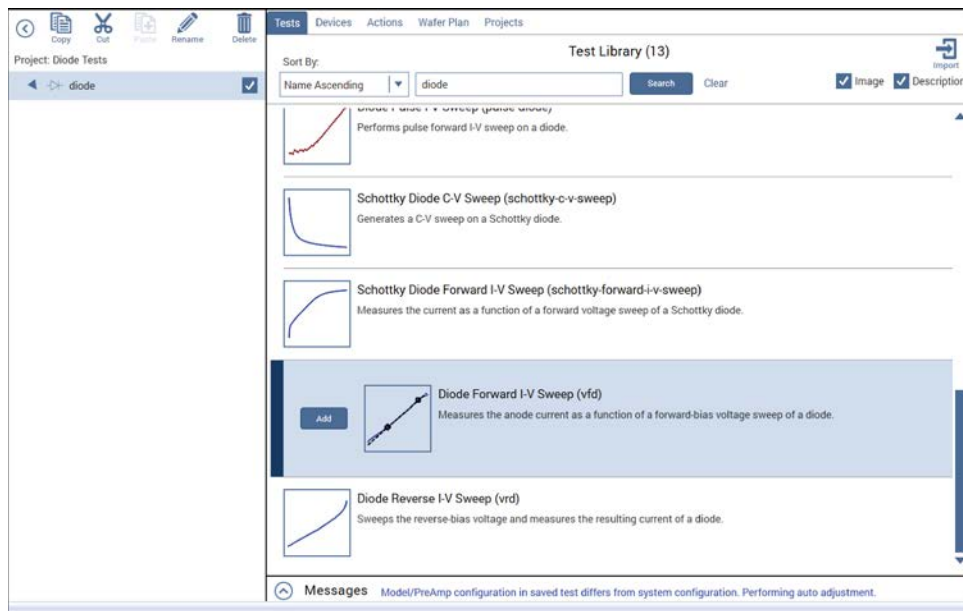 Copy Cut Paste Rename Delete
Project: Diode Tests
diode
Tests Devices Actions Wafer Plan Projects
Test Library (13)
Import
Sort By:
Name Ascending diode Search Clear Image Description
Diode Pulse I-V Sweep (pulse-diode)
Performs pulse forward I-V sweep on a diode.
Schottky Diode C-V Sweep (schottky-c-v-sweep)
Generates a C-V sweep on a Schottky diode.
Schottky Diode Forward I-V Sweep (schottky-forward-i-v-sweep)
Measures the current as a function of a forward voltage sweep of a Schottky diode.
Add
Diode Forward I-V Sweep (vfd)
Measures the anode current as a function of a forward-bias voltage sweep of a diode.
Diode Reverse I-V Sweep (vrd)
Sweeps the reverse-bias voltage and measures the resulting current of a diode.
Messages Model/PreAmp configuration in saved test differs from system configuration. Performing auto adjustment.